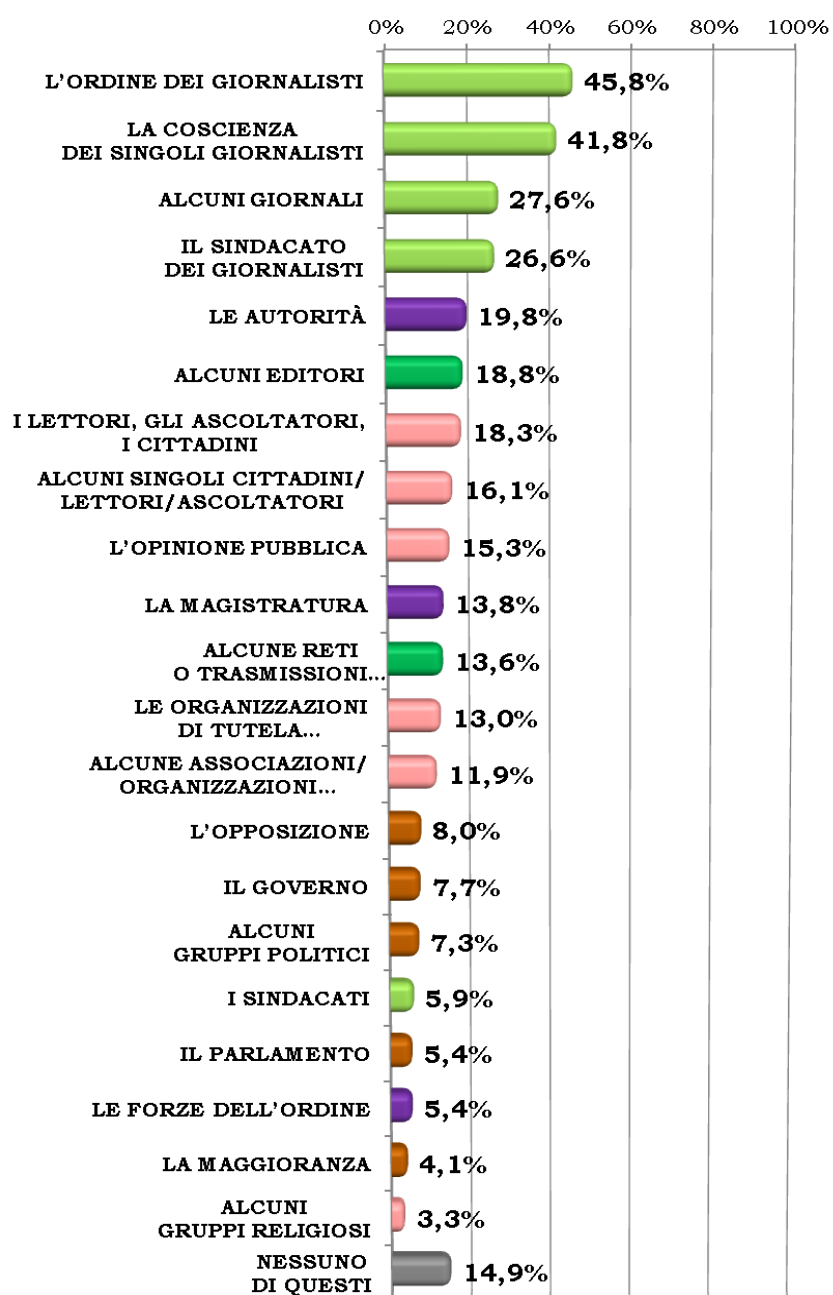 0% 20% 40% 60% 80% 100%
L'ORDINE DEI GIORNALISTI 45,8%
LA COSCIENZA
DEI SINGOLI GIORNALISTI 41,8%
ALCUNI GIORNALI 27,6%
IL SINDACATO
DEI GIORNALISTI 26,6%
LE AUTORITÀ 19,8%
ALCUNI EDITORI 18,8%
I LETTORI, GLI ASCOLTATORI,
I CITTADINI 18,3%
ALCUNI SINGOLI CITTADINI/
LETTORI/ASCOLTATORI 16,1%
L'OPINIONE PUBBLICA 15,3%
LA MAGISTRATURA 13,8%
ALCUNE RETI
O TRASMISSIONI... 13,6%
LE ORGANIZZAZIONI
DI TUTELA... 13,0%
ALCUNE ASSOCIAZIONI/
ORGANIZZAZIONI... 11,9%
L'OPPOSIZIONE 8,0%
IL GOVERNO 7,7%
ALCUNI
GRUPPI POLITICI 7,3%
I SINDACATI 5,9%
IL PARLAMENTO 5,4%
LE FORZE DELL'ORDINE 5,4%
LA MAGGIORANZA 4,1%
ALCUNI
GRUPPI RELIGIOSI 3,3%
NESSUNO
DI QUESTI 14,9%